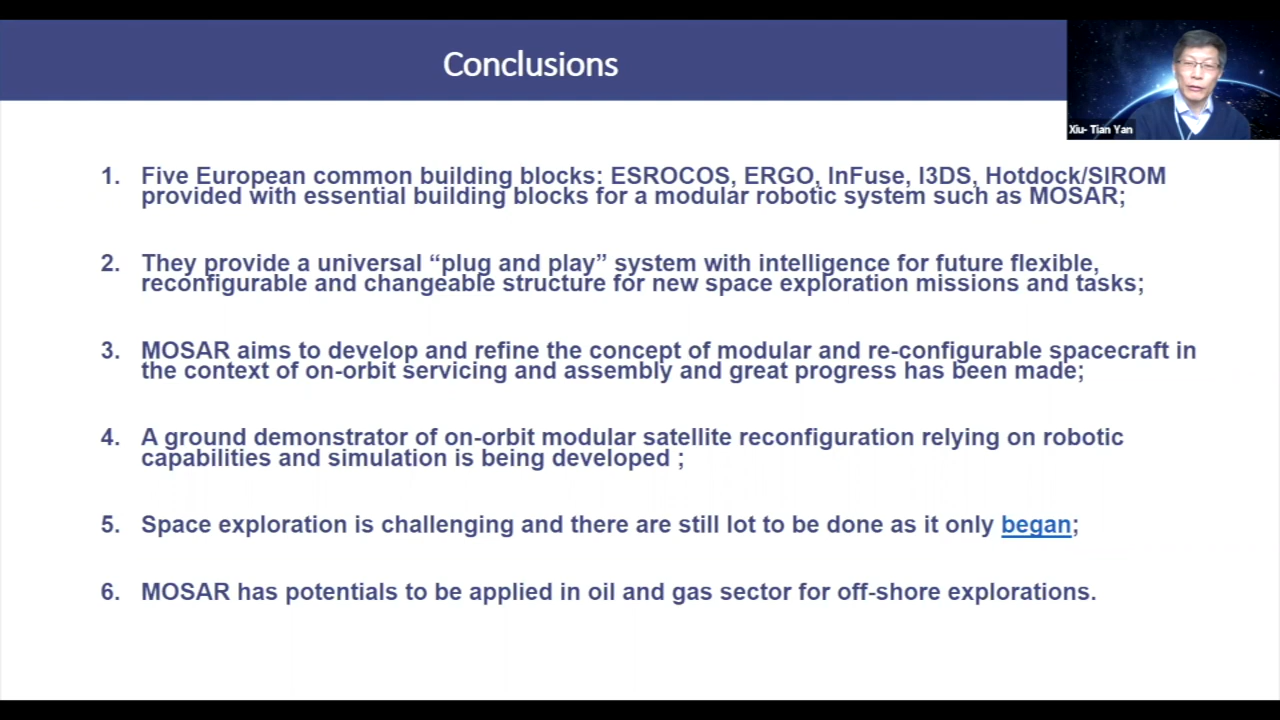 Conclusions
Xiu- Tian Yan
1. Five European common building blocks: ESROCOS, ERGO, InFuse, I3DS, Hotdock/SIROM
provided with essential building blocks for a modular robotic system such as MOSAR;
2. They provide a universal “plug and play” system with intelligence for future flexible,
reconfigurable and changeable structure for new space exploration missions and tasks;
3. MOSAR aims to develop and refine the concept of modular and re-configurable spacecraft in
the context of on-orbit servicing and assembly and great progress has been made;
4. A ground demonstrator of on-orbit modular satellite reconfiguration relying on robotic
capabilities and simulation is being developed ;
5. Space exploration is challenging and there are still lot to be done as it only began;
6. MOSAR has potentials to be applied in oil and gas sector for off-shore explorations.